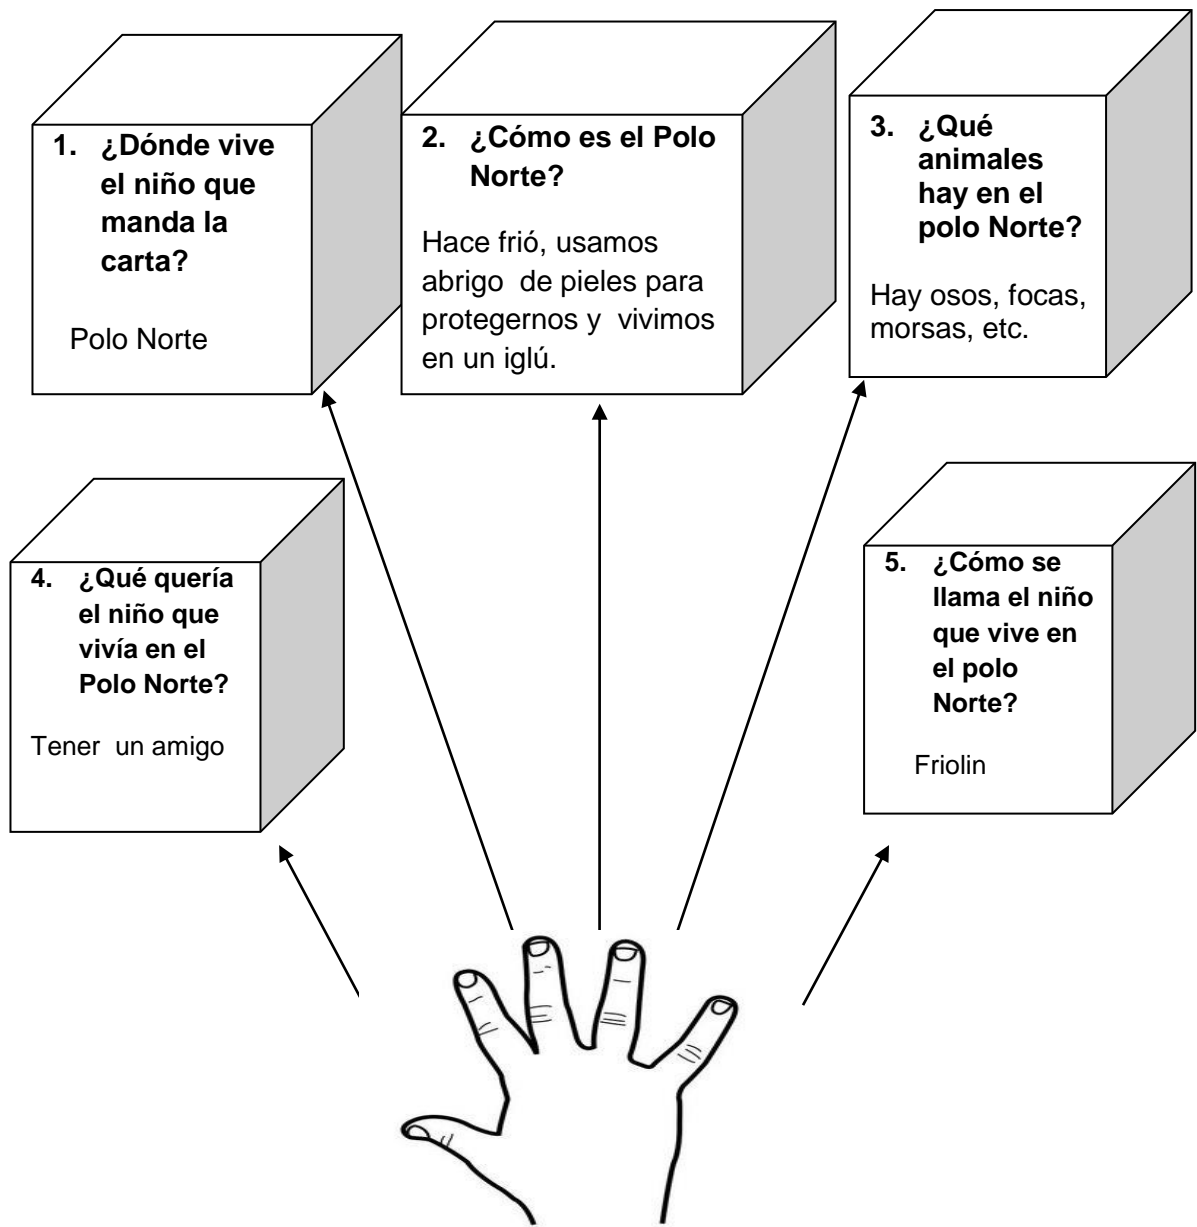 1. ¿Dónde vive
el niño que
manda la
carta?
Polo Norte
2. ¿Cómo es el Polo
Norte?
Hace frió, usamos
abrigo de pieles para
protegernos y vivimos
en un iglú.
3. ¿Qué
animales
hay en el
polo Norte?
Hay osos, focas,
morsas, etc.
4. ¿Qué quería
el niño que
vivía en el
Polo Norte?
Tener un amigo
5. ¿Cómo se
llama el niño
que vive en
el polo
Norte?
Friolin